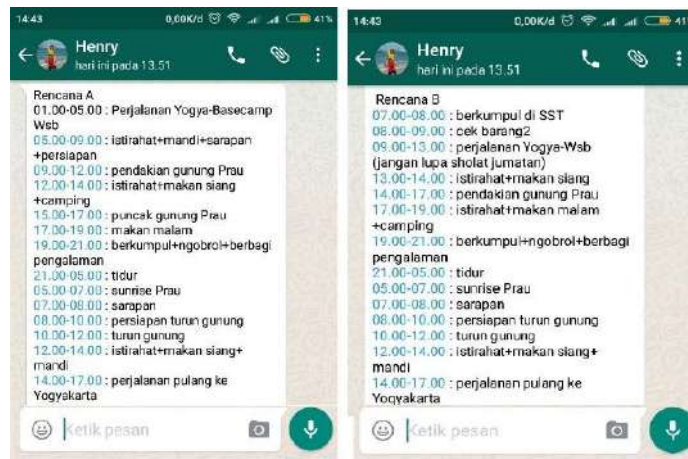 14:43 0,00K/d 41%
Henry
hari ini pada 13.51
Rencana A
01.00-05.00 : Perjalanan Yogya-Basecamp
Wsb
05.00-09.00 : istirahat+mandi+sarapan
+persiapan
09.00-12.00 : pendakian gunung Prau
12.00-14.00 : istirahat+makan siang
+camping
15.00-17.00 : puncak gunung Prau
17.00-19.00 : makan malam
19.00-21.00 : berkumpul+ngobrol+berbagi
pengalaman
21.00-05.00 : tidur
05.00-07.00 : sunrise Prau
07.00-08.00 : sarapan
08.00-10.00 : persiapan turun gunung
10.00-12.00 : turun gunung
12.00-14.00 : istirahat+makan siang+
mandi
14.00-17.00 : perjalanan pulang ke
Yogyakarta
Ketik pesan
14:43 0,00K/d 41
Henry
hari ini pada 13.51
Rencana B
07.00-08.00 : berkumpul di SST
08.00-09.00 : cek barang2
09.00-13.00 : perjalanan Yogya-Wsb
(jangan lupa sholat jumatan)
13.00-14.00 : istirahat+makan siang
14.00-17.00 : pendakian gunung Prau
17.00-19.00 : istirahat+makan malam
+camping
19.00-21.00 : berkumpul+ngobrol+berbagi
pengalaman
21.00-05.00 : tidur
05.00-07.00 : sunrise Prau
07.00-08.00 : sarapan
08.00-10.00 : persiapan turun gunung
10.00-12.00 : turun gunung
12.00-14.00 : istirahat+makan siang+
mandi
14.00-17.00 : perjalanan pulang ke
Yogyakarta
Ketik pesan